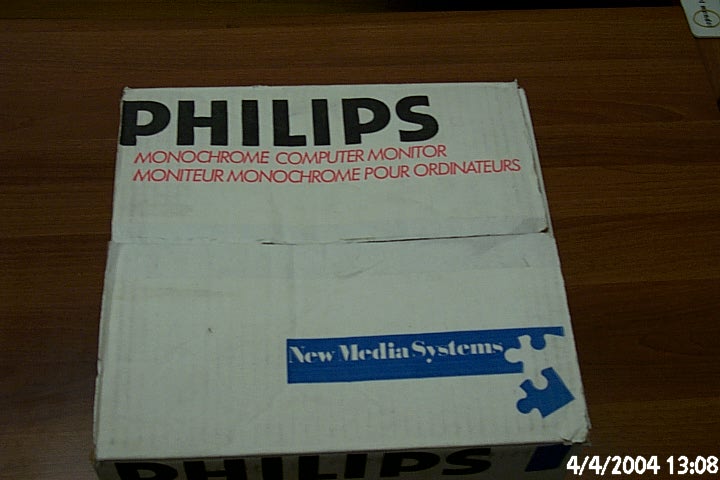 PHILIPS
MONOCHROME COMPUTER MONITOR
MONITEUR MONOCHROME POUR ORDINATEURS
New Media Systems
PHILIPS
4/4/2004 13:08